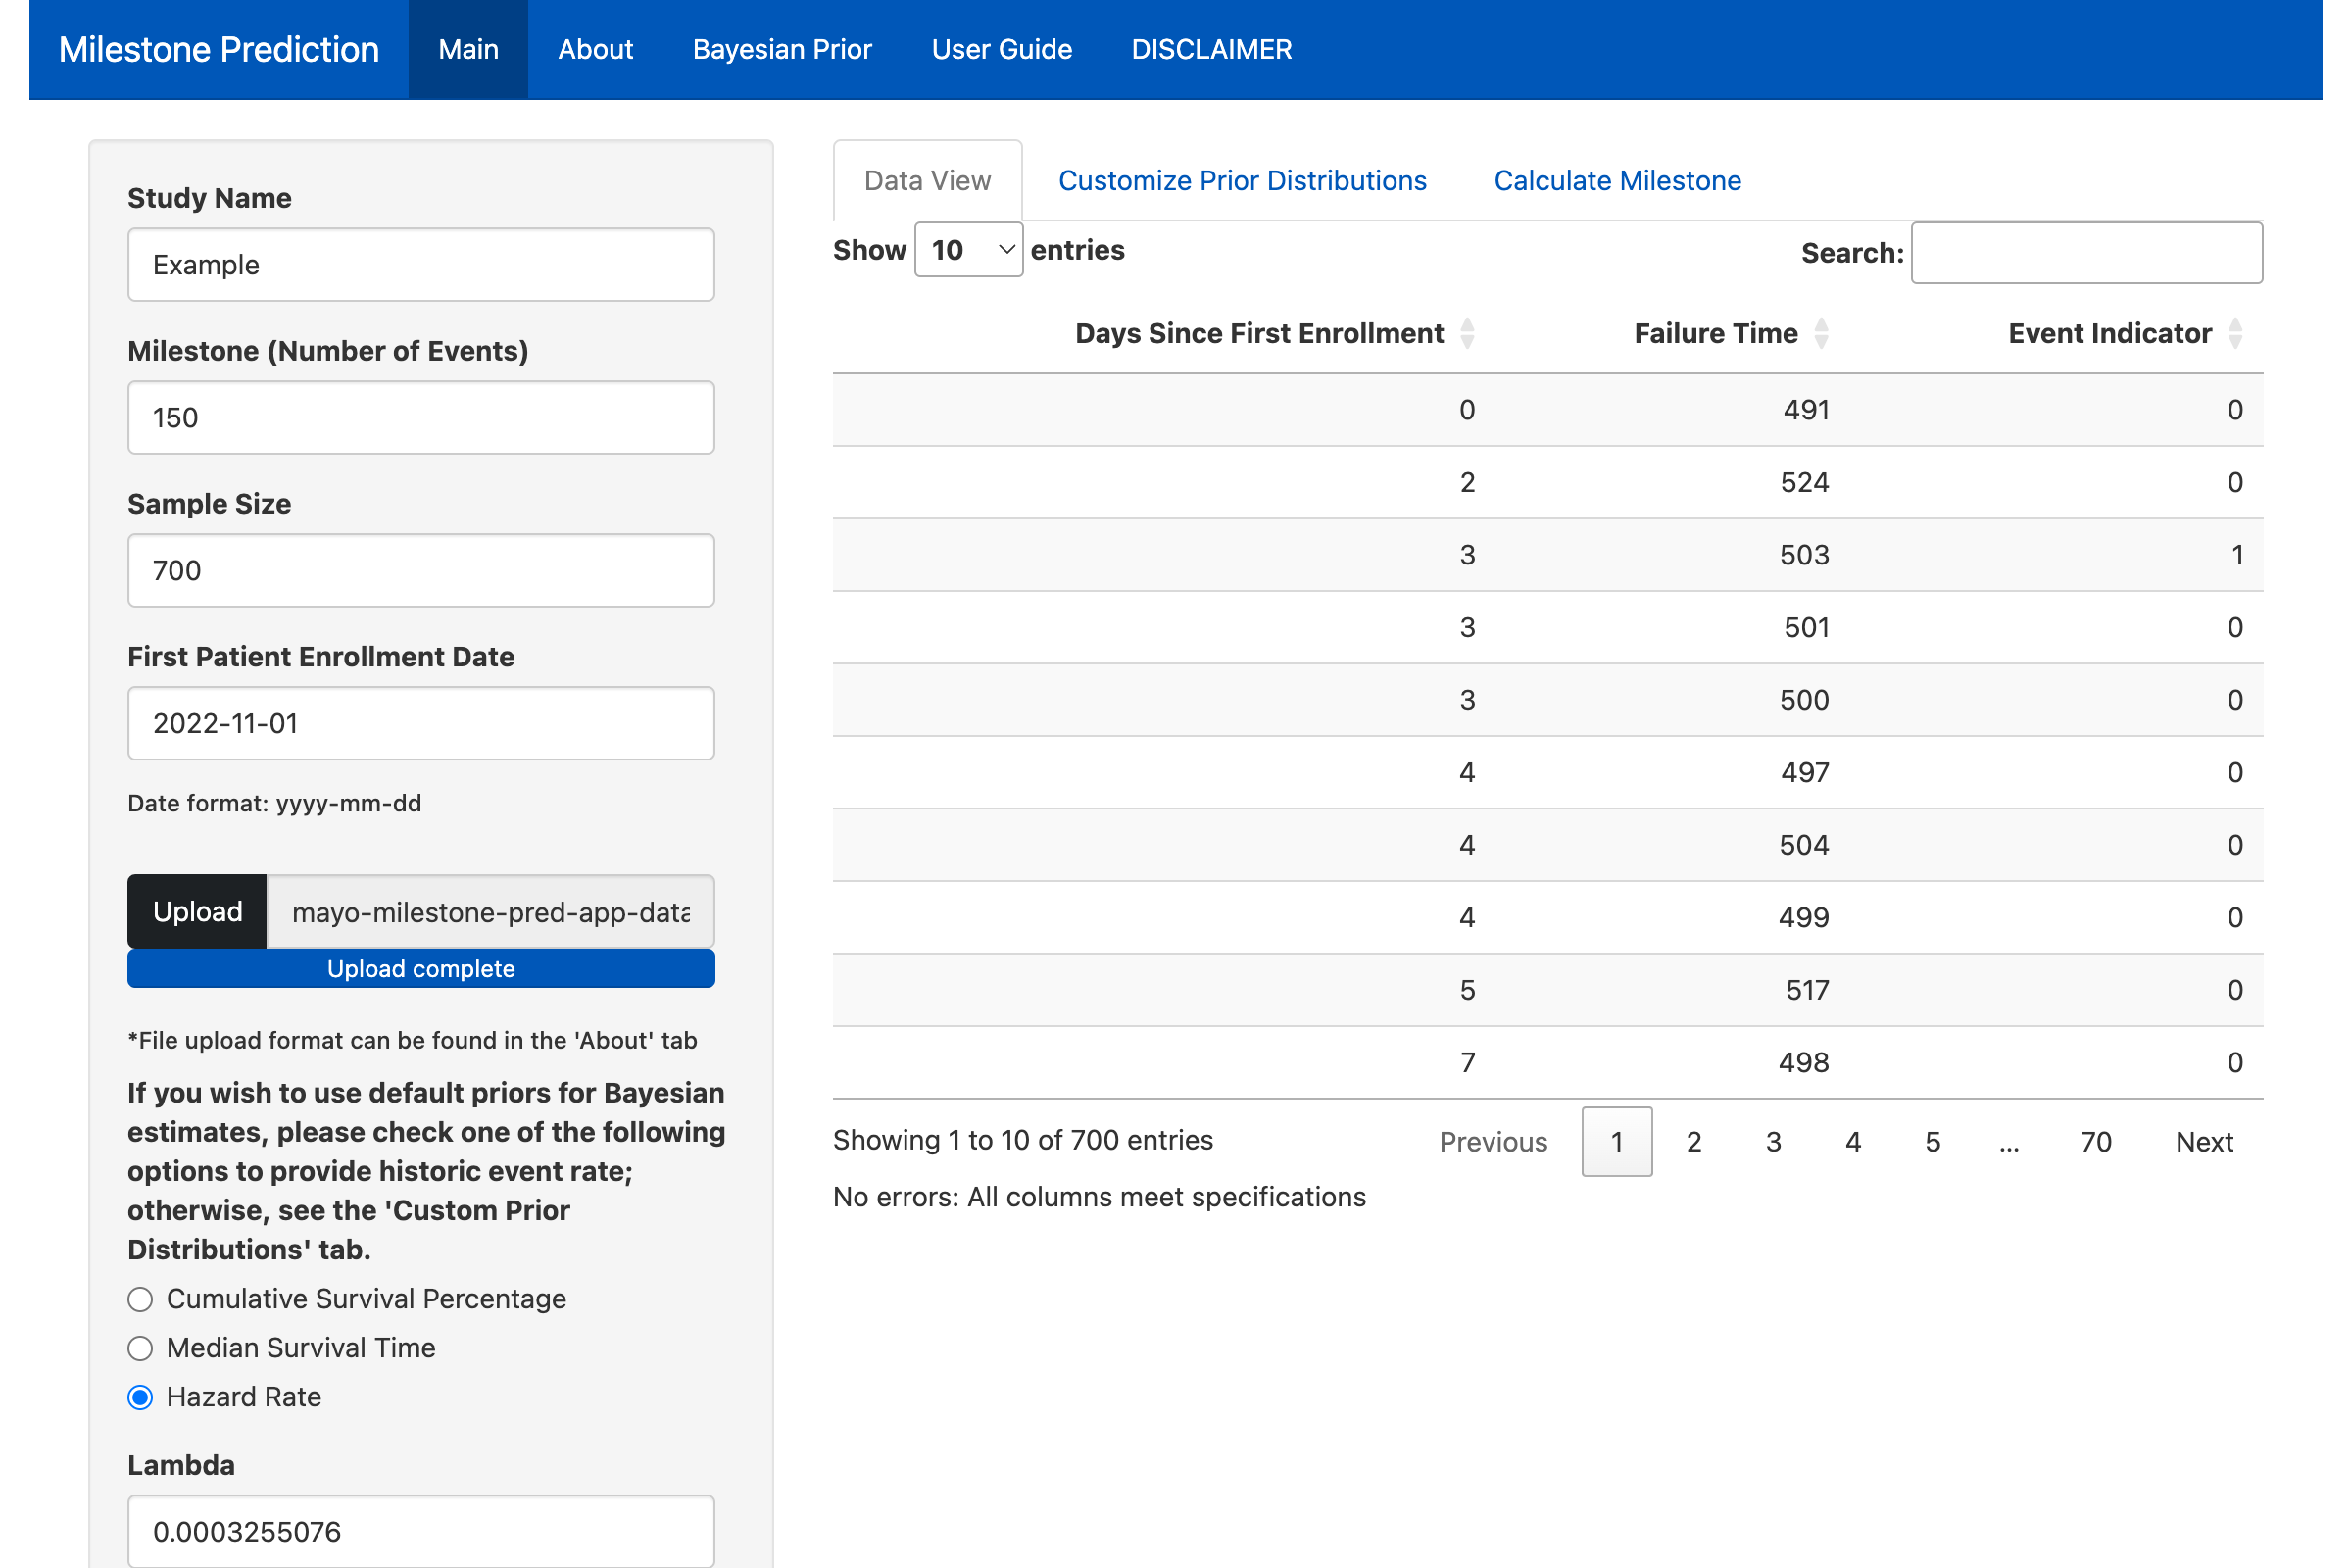 Milestone Prediction Main About Bayesian Prior User Guide DISCLAIMER
Study Name
Example
Milestone (Number of Events)
150
Sample Size
700
First Patient Enrollment Date
2022-11-01
Date format: yyyy-mm-dd
Upload mayo-milestone-pred-app-data
Upload complete
*File upload format can be found in the 'About' tab
If you wish to use default priors for Bayesian
estimates, please check one of the following
options to provide historic event rate;
otherwise, see the 'Custom Prior
Distributions' tab.
Cumulative Survival Percentage
Median Survival Time
Hazard Rate
Lambda
0.0003255076
Data View Customize Prior Distributions Calculate Milestone
Show 10 entries Search:
Days Since First Enrollment Failure Time Event Indicator
0 491 0
2 524 0
3 503 1
3 501 0
3 500 0
4 497 0
4 504 0
4 499 0
5 517 0
7 498 0
Showing 1 to 10 of 700 entries Previous 1 2 3 4 5 ... 70 Next
No errors: All columns meet specifications